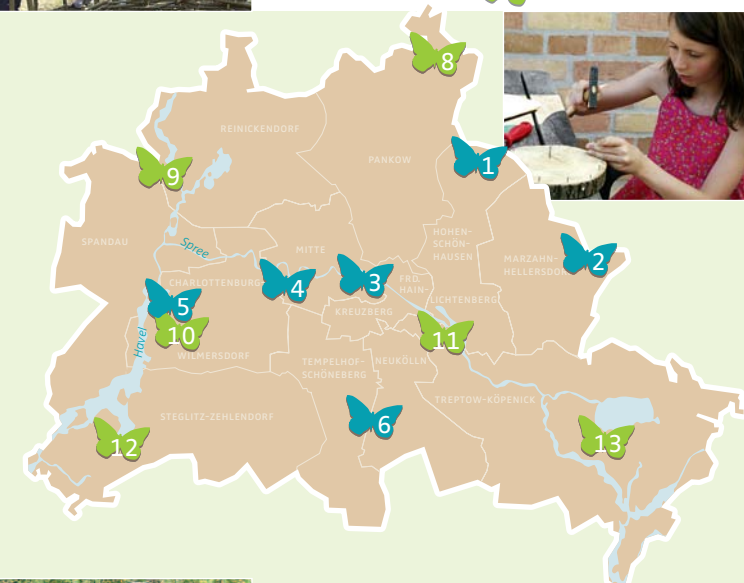 8
REINICKENDORF
PANKOW
1
9
SPANDAU
Spree
MITTE
HOHEN-
SCHÖN-
HAUSEN
MARZAHN-
HELLERSDORF
2
CHARLOTTENBURG
4
3
FRD.
HAIN-
LICHTENBERG
5
KREUZBERG
10
11
Havel
WILMERSDORF
TEMPELHOF-
SCHÖNEBERG
NEUKÖLLN
TREPTOW-KÖPENICK
STEGLITZ-ZEHLENDORF
6
12
13